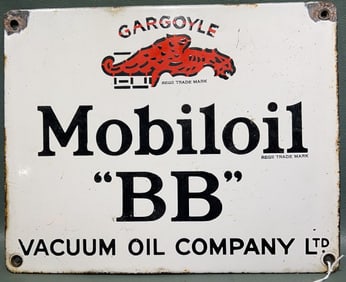 GARGOYLE
REGD TRADE MARK
Mobiloil
REGD TRADE MARK
"BB"
VACUUM OIL COMPANY LTD